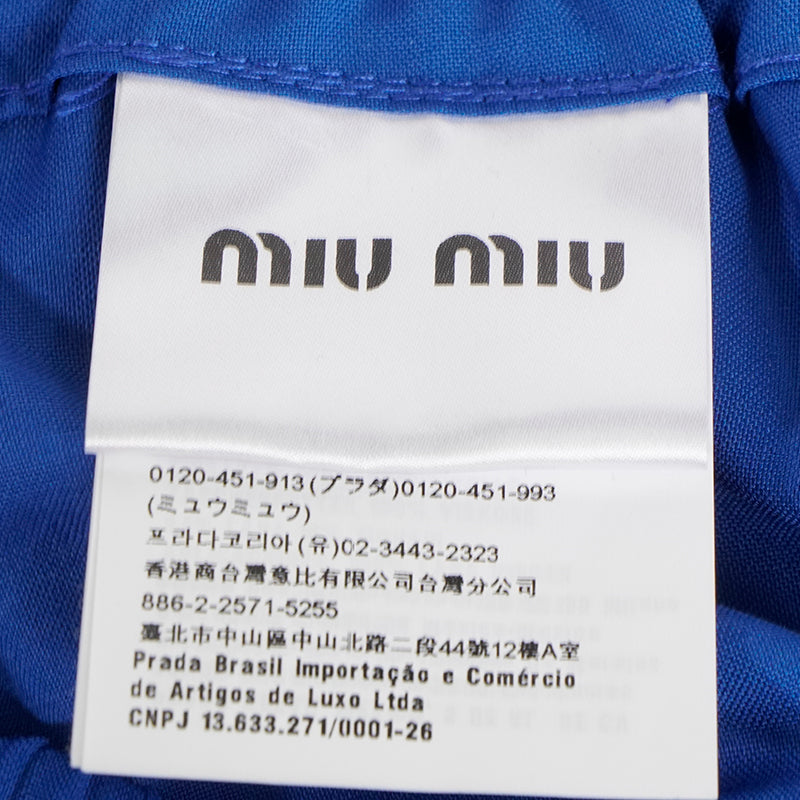 miu miu
0120-451-913(プラダ)0120-451-993
(ミュウミュウ)
프라다코리아(유)02-3443-2323
香港商台灣意比有限公司台灣分公司
886-2-2571-5255
臺北市中山區中山北路二段44號12樓A室
Prada Brasil Importação e Comércio
de Artigos de Luxo Ltda
CNPJ 13.633.271/0001-26